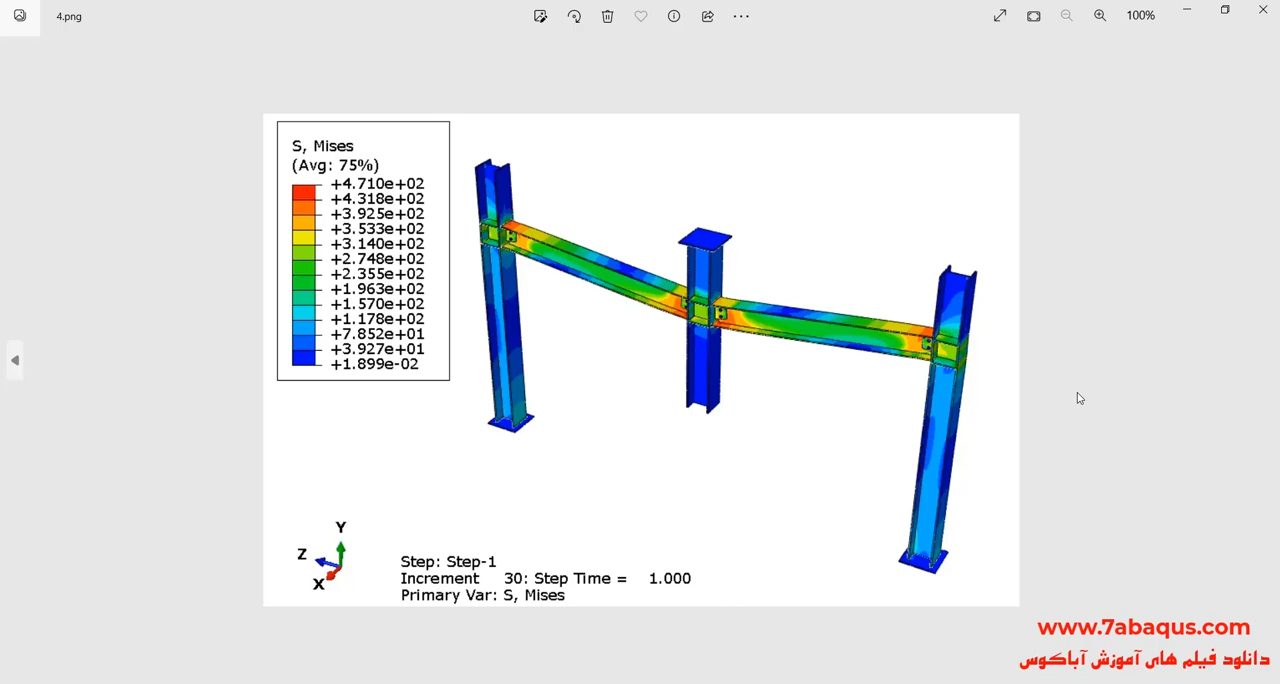 4.png
100%
S, Mises
(Avg: 75%)
+4.710e+02
+4.318e+02
+3.925e+02
+3.533e+02
+3.140e+02
+2.748e+02
+2.355e+02
+1.963e+02
+1.570e+02
+1.178e+02
+7.852e+01
+3.927e+01
+1.899e-02
Y
Z
X
Step: Step-1
Increment 30: Step Time = 1.000
Primary Var: S, Mises
www.7abaqus.com
دانلود فیلم های آموزش آباکوس